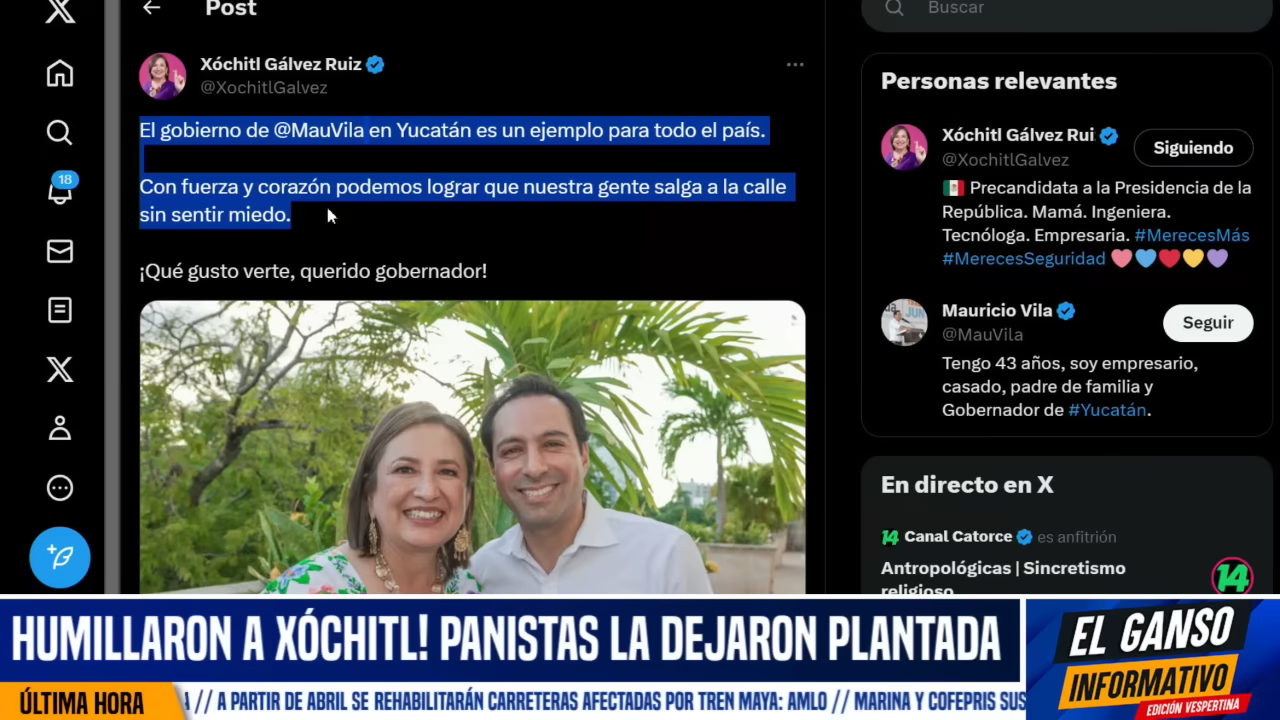 Post
Xóchitl Gálvez Ruiz
@XochitlGalvez
El gobierno de @MauVila en Yucatán es un ejemplo para todo el país.
Con fuerza y corazón podemos lograr que nuestra gente salga a la calle
sin sentir miedo.
¡Qué gusto verte, querido gobernador!
18
Buscar
Personas relevantes
Xóchitl Gálvez Rui
@XochitlGalvez
Siguiendo
Precandidata a la Presidencia de la
República. Mamá. Ingeniera.
Tecnóloga. Empresaria. #MerecesMás
#MerecesSeguridad
Mauricio Vila
@MauVila
Seguir
Tengo 43 años, soy empresario,
casado, padre de familia y
Gobernador de #Yucatán.
En directo en X
14 Canal Catorce es anfitrión
Antropológicas | Sincretismo
religioso
14
HUMILLARON A XÓCHITL! PANISTAS LA DEJARON PLANTADA
EL GANSO
INFORMATIVO
EDICIÓN VESPERTINA
ÚLTIMA HORA
A // A PARTIR DE ABRIL SE REHABILITARÁN CARRETERAS AFECTADAS POR TREN MAYA: AMLO // MARINA Y COFEPRIS SUS